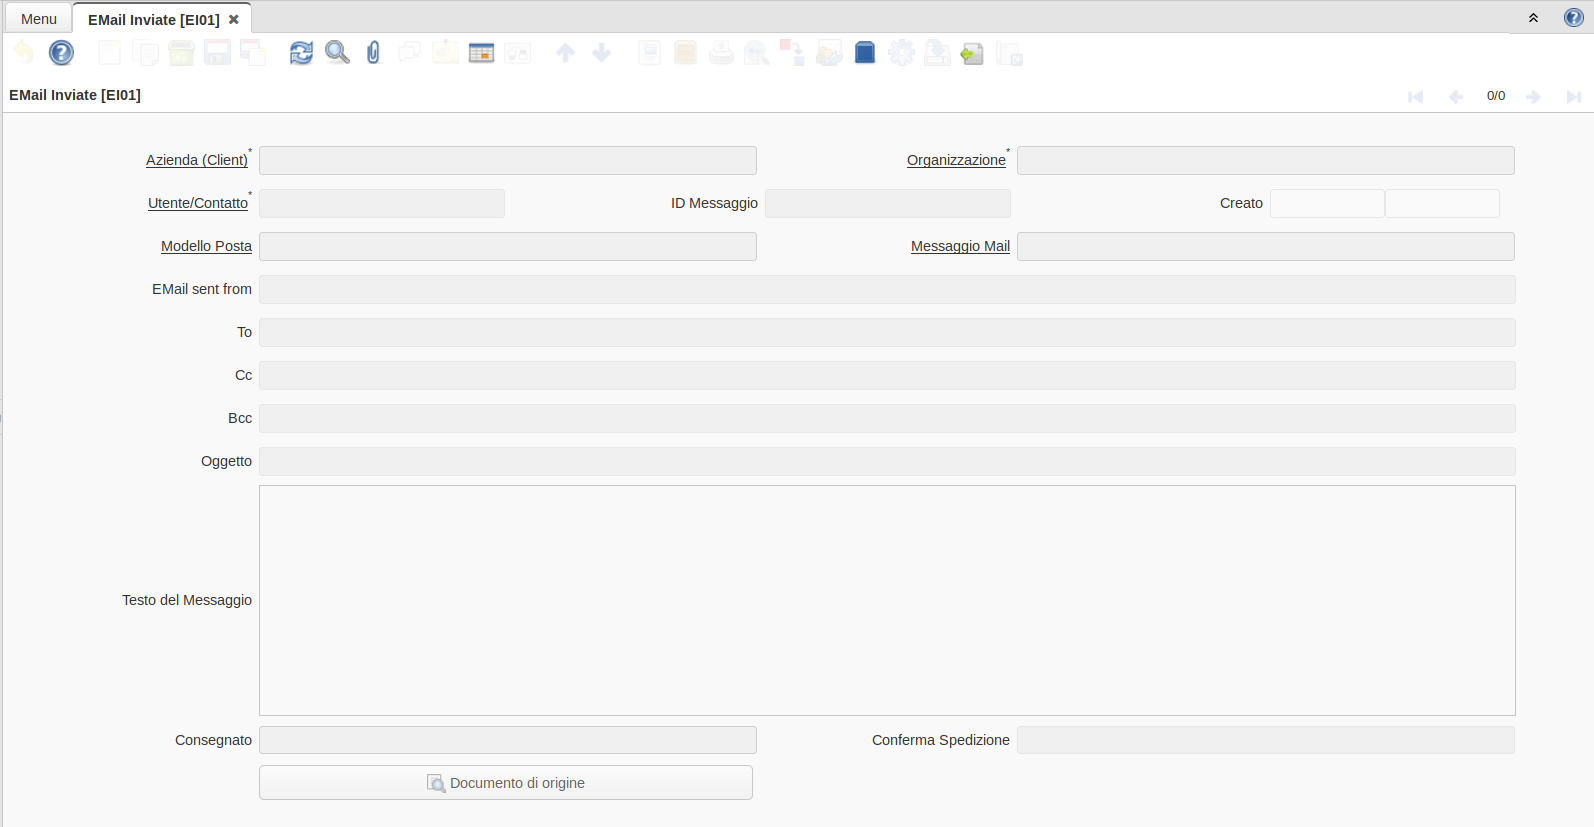 Menu
EMail Inviate [EI01]
EMail Inviate [EI01]
0/0
Azienda (Client)*
Organizzazione*
Utente/Contatto*
ID Messaggio
Creato
Modello Posta
Messaggio Mail
EMail sent from
To
Cc
Bcc
Oggetto
Testo del Messaggio
Consegnato
Conferma Spedizione
Documento di origine